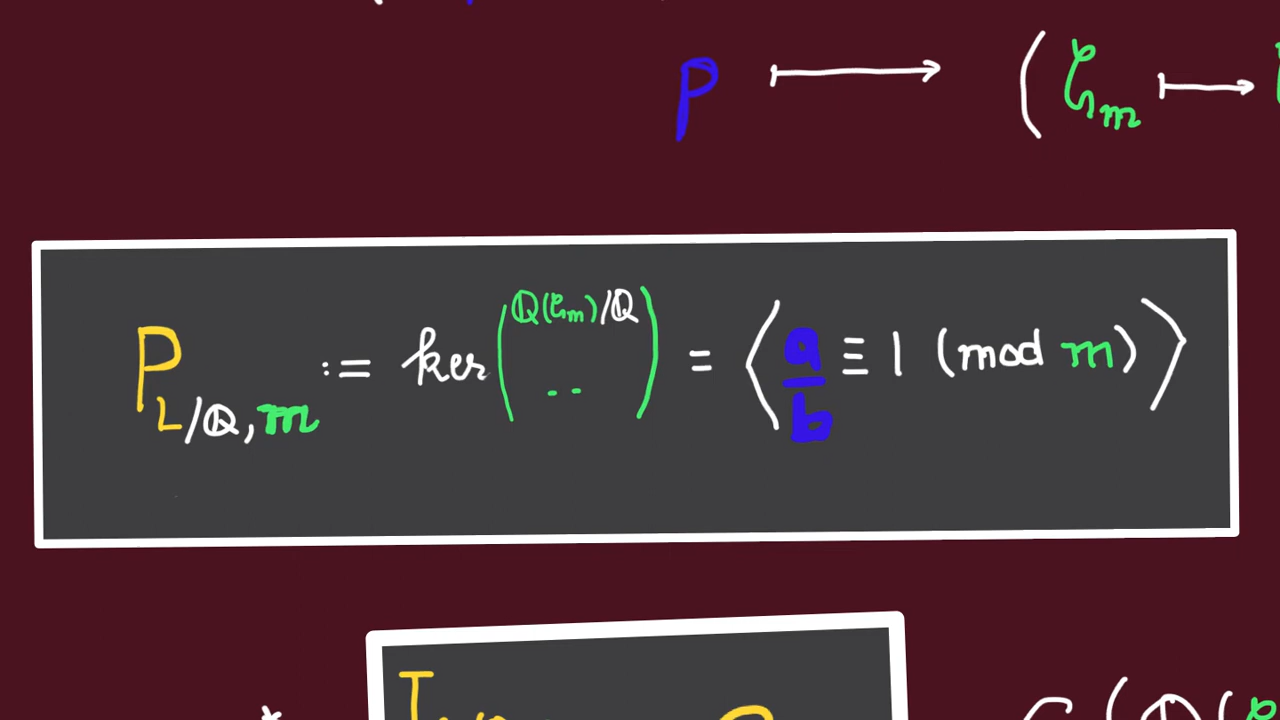 p ⟼ ( ζ_m ⟼
P_{L/ℚ, m} := ker ( ℚ(ζ_m)/ℚ / ·· ) = ⟨ a/b ≡ 1 (mod m) ⟩